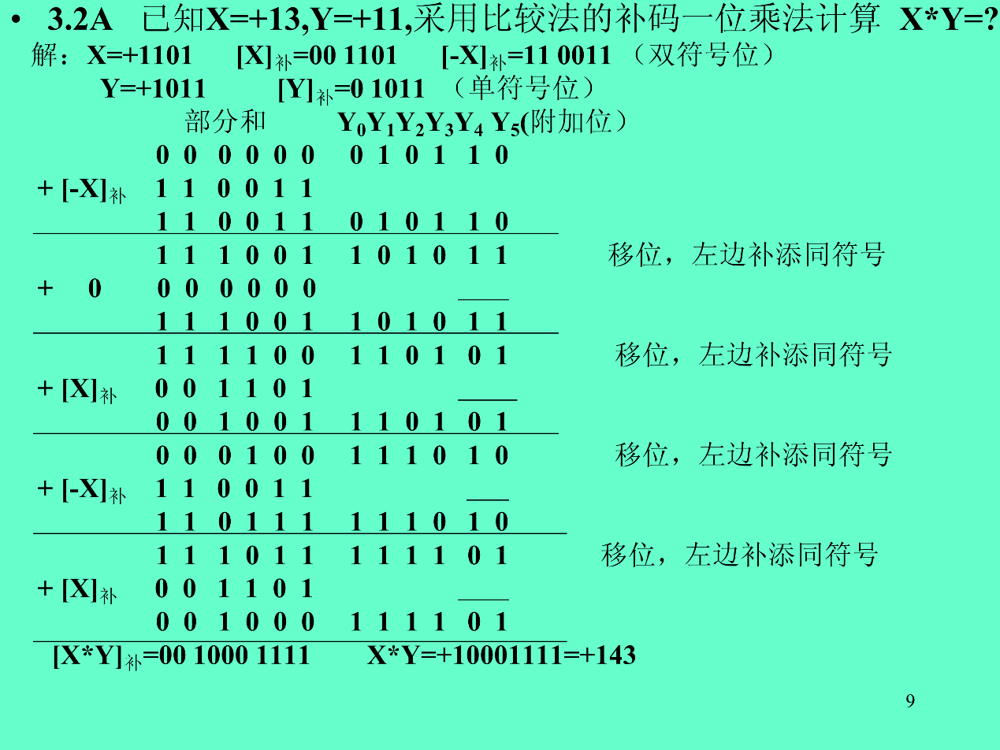 • 3.2A 已知X=+13,Y=+11,采用比较法的补码一位乘法计算 X*Y=?
解：X=+1101 [X]补=00 1101 [-X]补=11 0011 （双符号位）
Y=+1011 [Y]补=0 1011 （单符号位）
部分和 Y0Y1Y2Y3Y4 Y5(附加位）
0 0 0 0 0 0 0 1 0 1 1 0
+ [-X]补 1 1 0 0 1 1
1 1 0 0 1 1 0 1 0 1 1 0
1 1 1 0 0 1 1 0 1 0 1 1 移位，左边补添同符号
+ 0 0 0 0 0 0 0
1 1 1 0 0 1 1 0 1 0 1 1
1 1 1 1 0 0 1 1 0 1 0 1 移位，左边补添同符号
+ [X]补 0 0 1 1 0 1
0 0 1 0 0 1 1 1 0 1 0 1
0 0 0 1 0 0 1 1 1 0 1 0 移位，左边补添同符号
+ [-X]补 1 1 0 0 1 1
1 1 0 1 1 1 1 1 1 0 1 0
1 1 1 0 1 1 1 1 1 1 0 1 移位，左边补添同符号
+ [X]补 0 0 1 1 0 1
0 0 1 0 0 0 1 1 1 1 0 1
[X*Y]补=00 1000 1111 X*Y=+10001111=+143
9